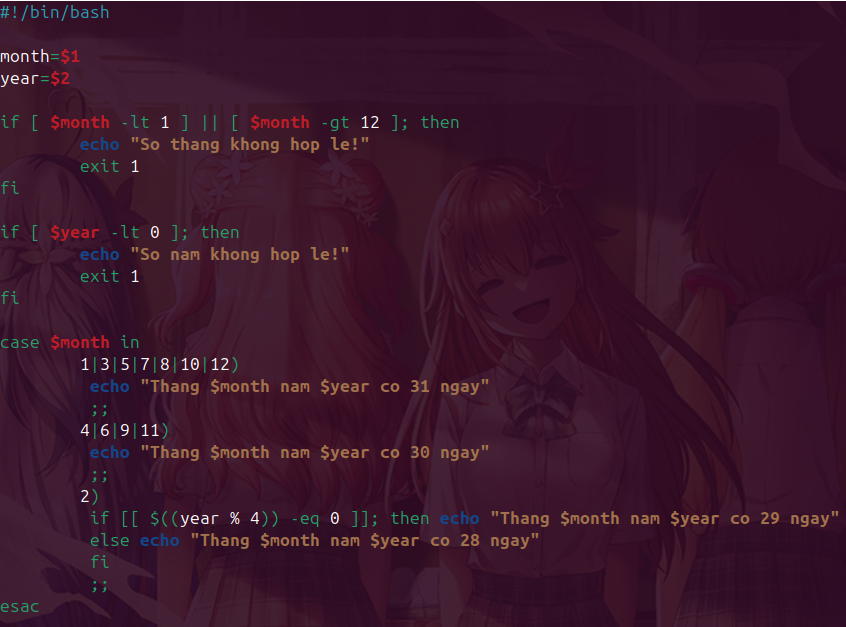 #!/bin/bash

month=$1
year=$2

if [ $month -lt 1 ] || [ $month -gt 12 ]; then
        echo "So thang khong hop le!"
        exit 1
fi

if [ $year -lt 0 ]; then
        echo "So nam khong hop le!"
        exit 1
fi

case $month in
        1|3|5|7|8|10|12)
         echo "Thang $month nam $year co 31 ngay"
         ;;
        4|6|9|11)
         echo "Thang $month nam $year co 30 ngay"
         ;;
        2)
         if [[ $((year % 4)) -eq 0 ]]; then echo "Thang $month nam $year co 29 ngay"
         else echo "Thang $month nam $year co 28 ngay"
         fi
         ;;
esac